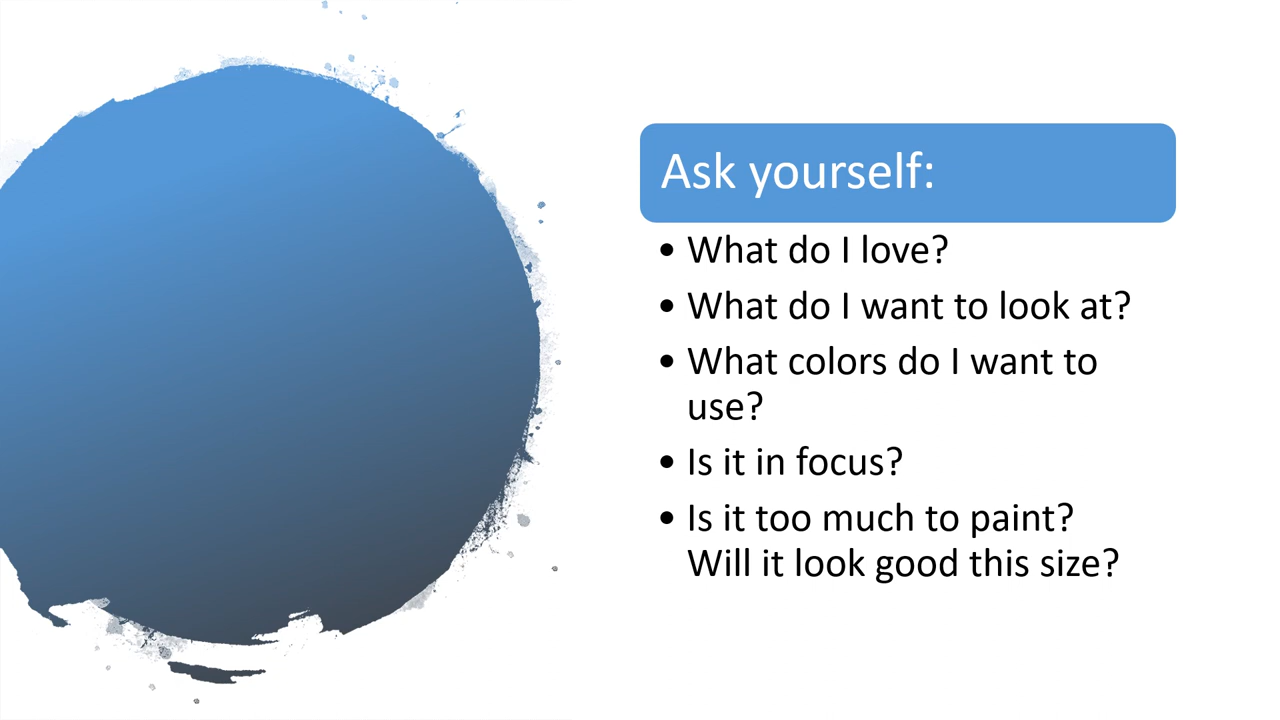 Ask yourself:
• What do I love?
• What do I want to look at?
• What colors do I want to
use?
• Is it in focus?
• Is it too much to paint?
Will it look good this size?